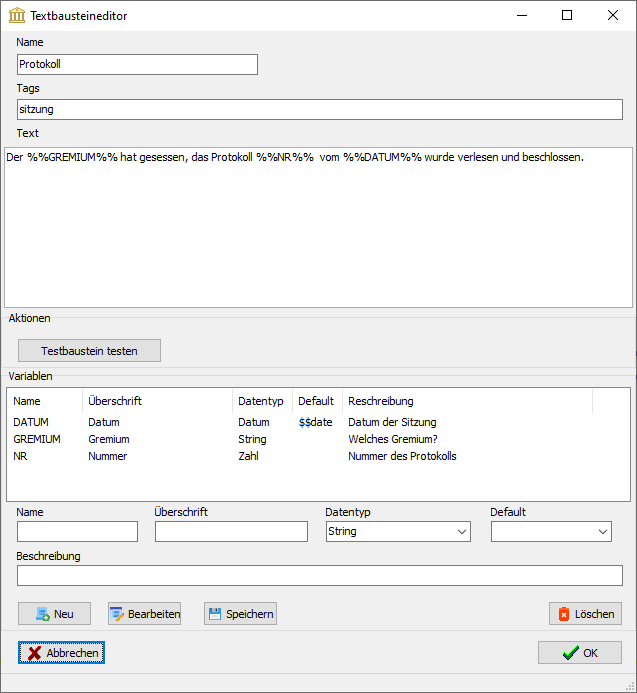 Textbausteineditor
Name
Protokoll
Tags
sitzung
Text
Der %%GREMIUM%% hat gesessen, das Protokoll %%NR%%  vom %%DATUM%% wurde verlesen und beschlossen.
Aktionen
Testbaustein testen
Variablen
Name Überschrift Datentyp Default Reschreibung
DATUM Datum Datum $$date Datum der Sitzung
GREMIUM Gremium String Welches Gremium?
NR Nummer Zahl Nummer des Protokolls
Name Überschrift Datentyp Default
String
Beschreibung
Neu Bearbeiten Speichern Löschen
Abbrechen OK